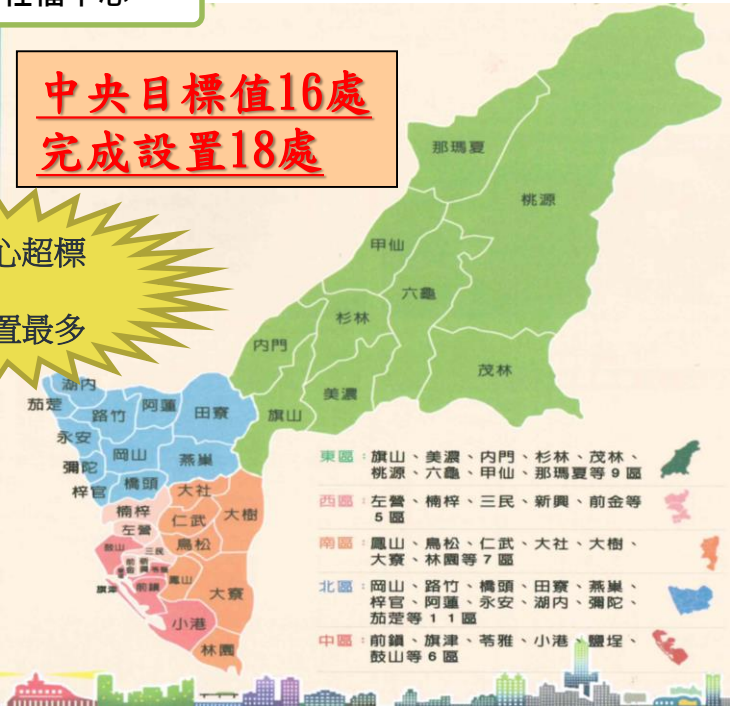 中央目標值16處
完成設置18處
心超標
置最多
那瑪夏
桃源
甲仙
六龜
杉林
內門
茂林
美濃
旗山
湖內
茄萣
路竹
阿蓮
田寮
永安
岡山
燕巢
彌陀
梓官
橋頭
大社
楠梓
仁武
大樹
左營
鳥松
鼓山
三民
前鎮
鳳山
旗津
大寮
小港
林園
東區：旗山、美濃、內門、杉林、茂林、
桃源、六龜、甲仙、那瑪夏等9區
西區：左營、楠梓、三民、新興、前金等
5區
南區：鳳山、鳥松、仁武、大社、大樹、
大寮、林園等7區
北區：岡山、路竹、橋頭、田寮、燕巢、
梓官、阿蓮、永安、湖內、彌陀、
茄萣等11區
中區：前鎮、旗津、苓雅、小港、鹽埕、
鼓山等6區